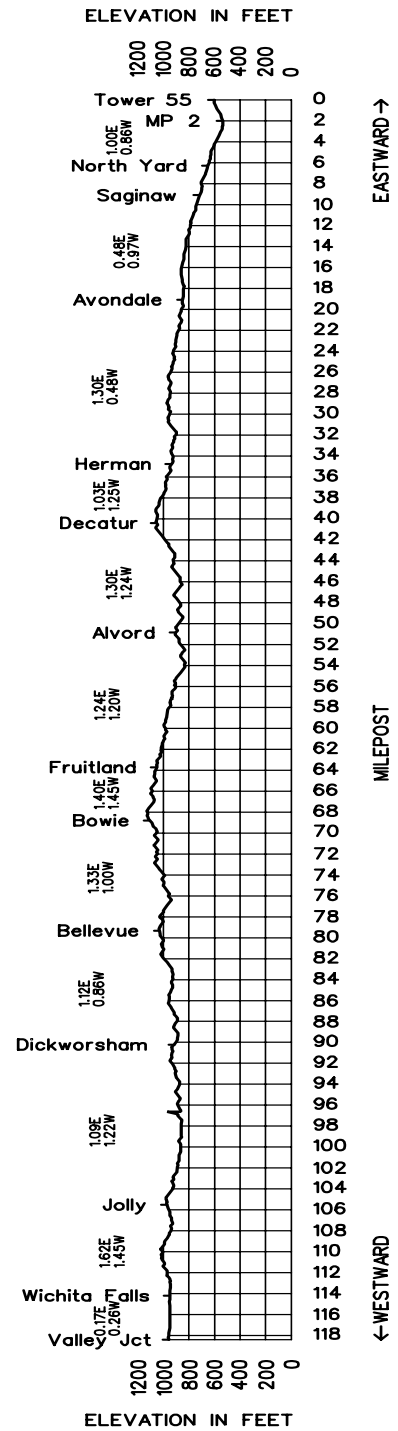 ELEVATION IN FEET
1200 1000 800 600 400 200 0
Tower 55 0
MP 2 2
EASTWARD→
1.00E 4
0.86W
North Yard 6
8
Saginaw
10
12
14
0.48E
0.97W
16
18
Avondale
20
22
24
26
1.30E
0.48W
28
30
32
34
Herman
36
1.03E
1.25W
38
Decatur 40
42
44
1.30E
1.24W
46
48
50
Alvord
52
54
56
1.24E
1.20W
58
60
62
Fruitland 64
MILEPOST
1.40E
1.45W
66
68
Bowie
70
72
1.33E
1.00W
74
76
78
Bellevue
80
82
1.12E
0.86W
84
86
88
Dickworsham 90
92
94
96
1.09E
1.22W
98
100
102
104
Jolly
106
108
1.62E
1.45W
110
←WESTWARD
112
Wichita Falls 114
0.17E
0.26W
116
Valley Jct 118
1200 1000 800 600 400 200 0
ELEVATION IN FEET